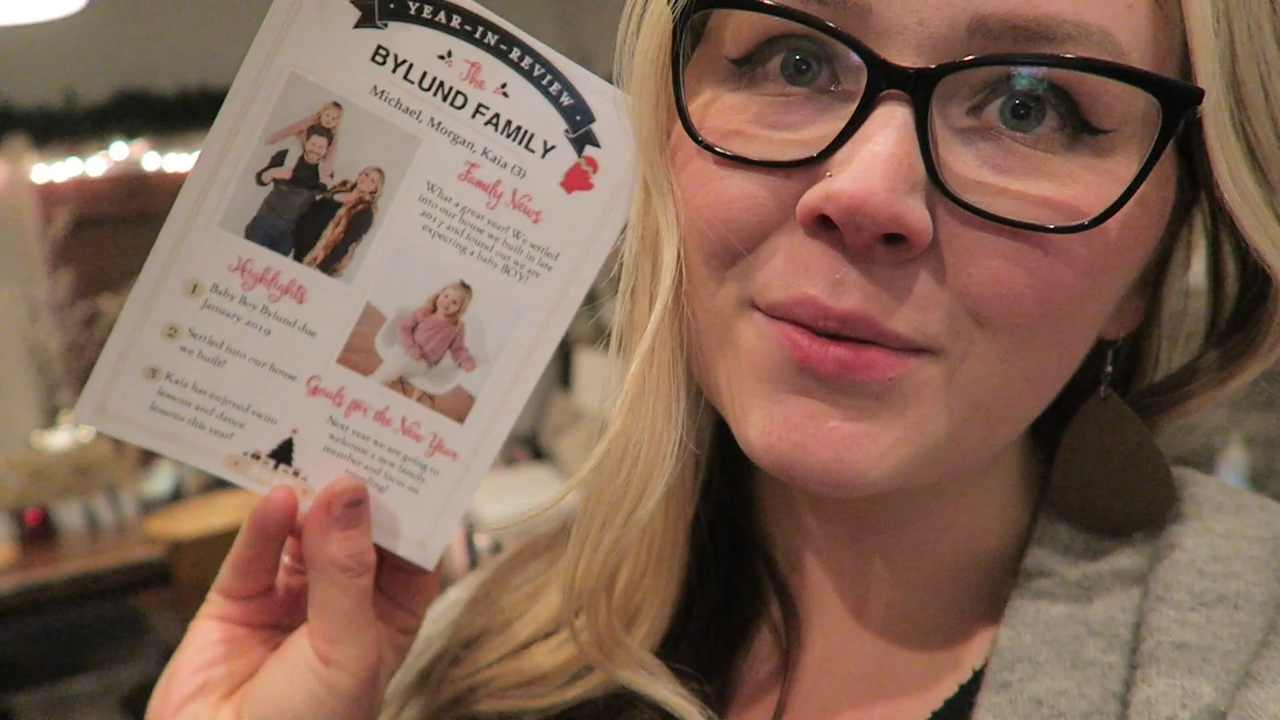 · YEAR-IN-REVIEW ·
The
BYLUND FAMILY
Michael, Morgan, Kaia (3)
Family News
What a great year! We settled
into our house we built in late
2017 and found out we are
expecting a baby BOY!
Highlights
1 Baby Boy Bylund due
January 2019
2 Settled into our house
we built!
3 Kaia has enjoyed swim
lessons and dance
lessons this year!
Goals for the New Year
Next year we are going to
welcome a new family
member and focus on